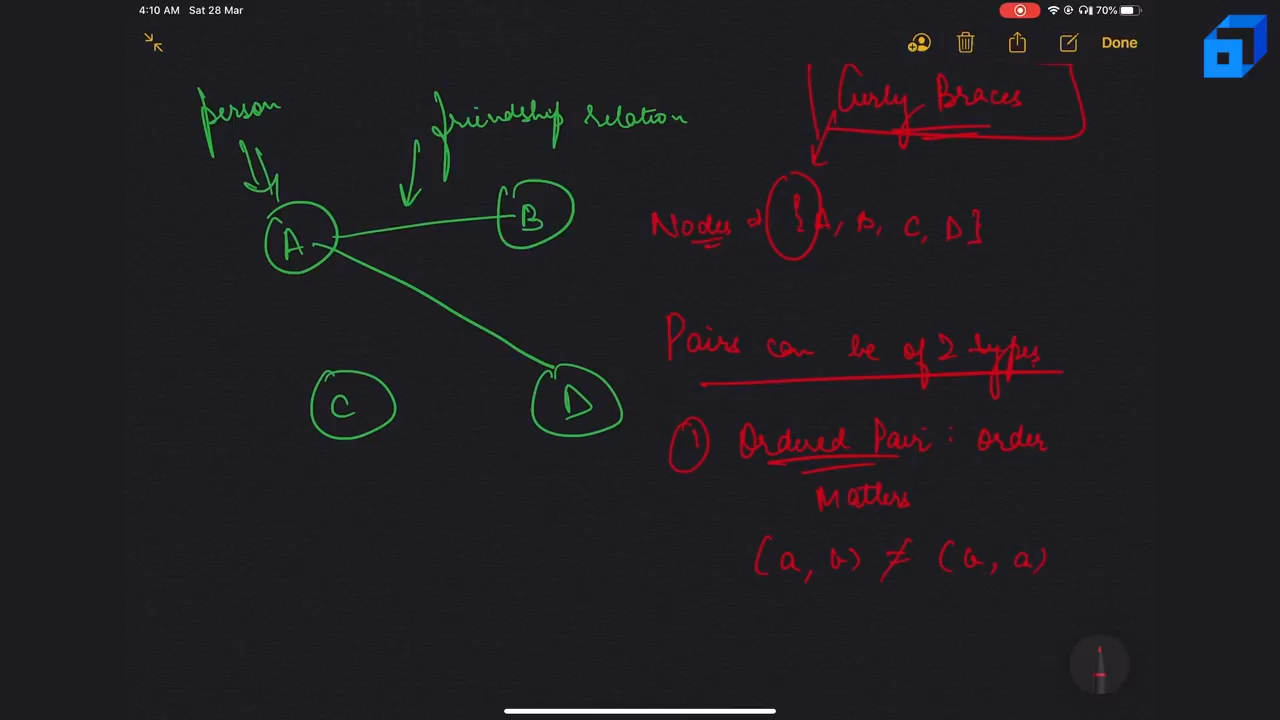 4:10 AM Sat 28 Mar
70%
Done
person
friendship relation
A
B
C
D
Curly Braces
Nodes ⇒ {A, B, C, D}
Pairs can be of 2 types
① Ordered Pair : order
Matters
(a, b) ≠ (b, a)